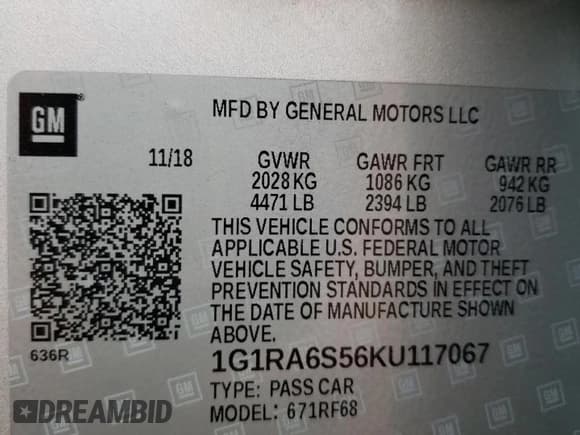 GM
MFD BY GENERAL MOTORS LLC
11/18 GVWR GAWR FRT GAWR RR
2028 KG 1086 KG 942 KG
4471 LB 2394 LB 2076 LB
THIS VEHICLE CONFORMS TO ALL
APPLICABLE U.S. FEDERAL MOTOR
VEHICLE SAFETY, BUMPER, AND THEFT
PREVENTION STANDARDS IN EFFECT ON
THE DATE OF MANUFACTURE SHOWN
ABOVE.
636R
1G1RA6S56KU117067
TYPE: PASS CAR
MODEL: 671RF68
DREAMBID